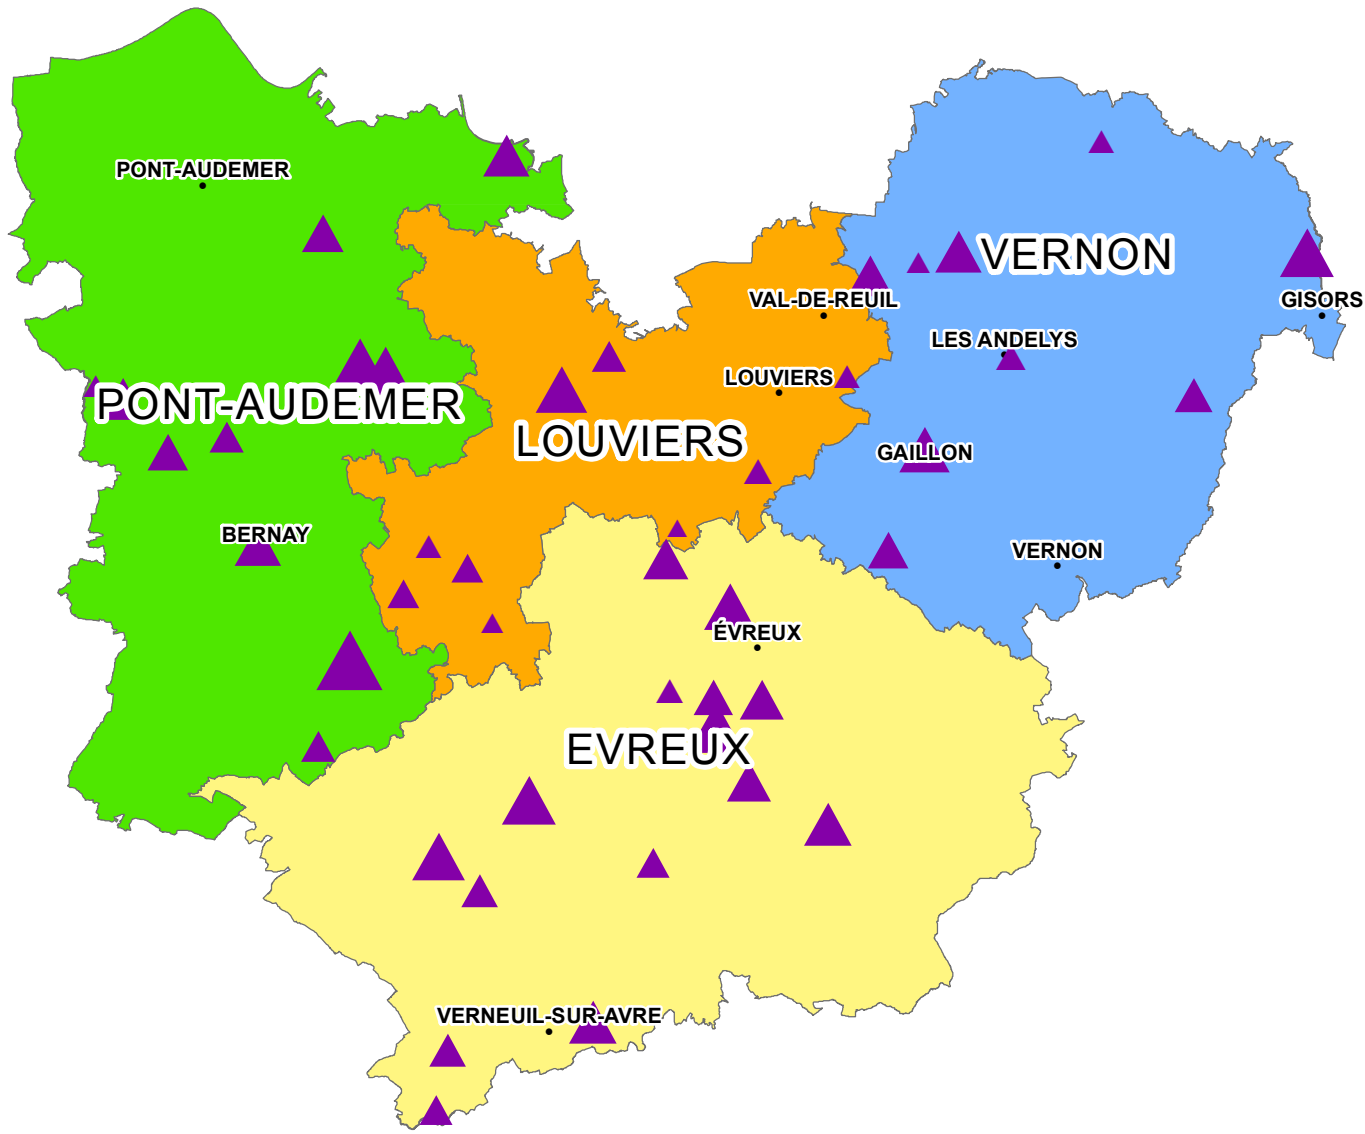 PONT-AUDEMER
VERNON
VAL-DE-REUIL
GISORS
LES ANDELYS
LOUVIERS
PONT-AUDEMER
LOUVIERS
GAILLON
BERNAY
VERNON
ÉVREUX
EVREUX
VERNEUIL-SUR-AVRE